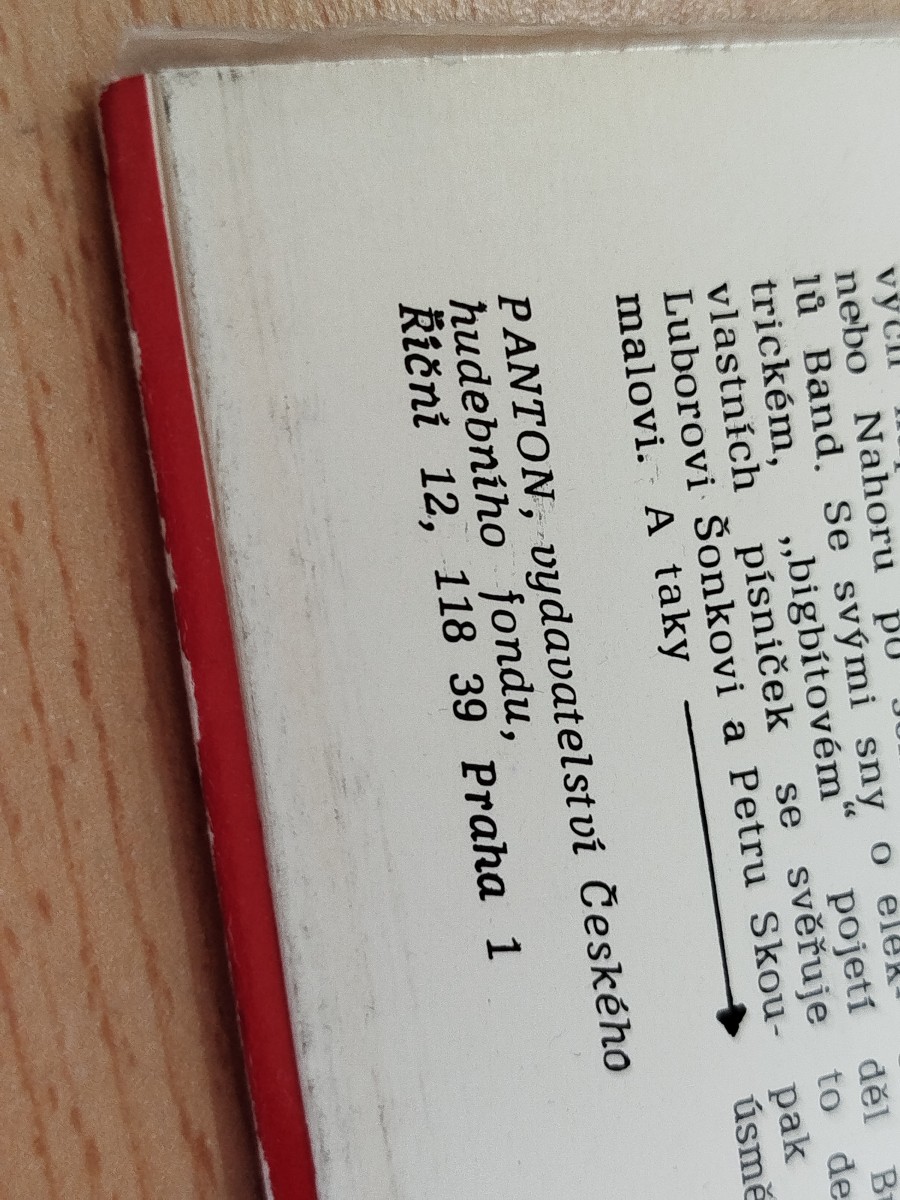 nebo Nahoru po
lů Band. Se svými sny o elek-
trickém, „bigbítovém“ pojetí
vlastních písniček se svěřuje
Luborovi Šonkovi a Petru Skou-
malovi. A taky
PANTON, vydavatelství Českého
hudebního fondu,
Říční 12, 118 39 Praha 1
děl
to
pak